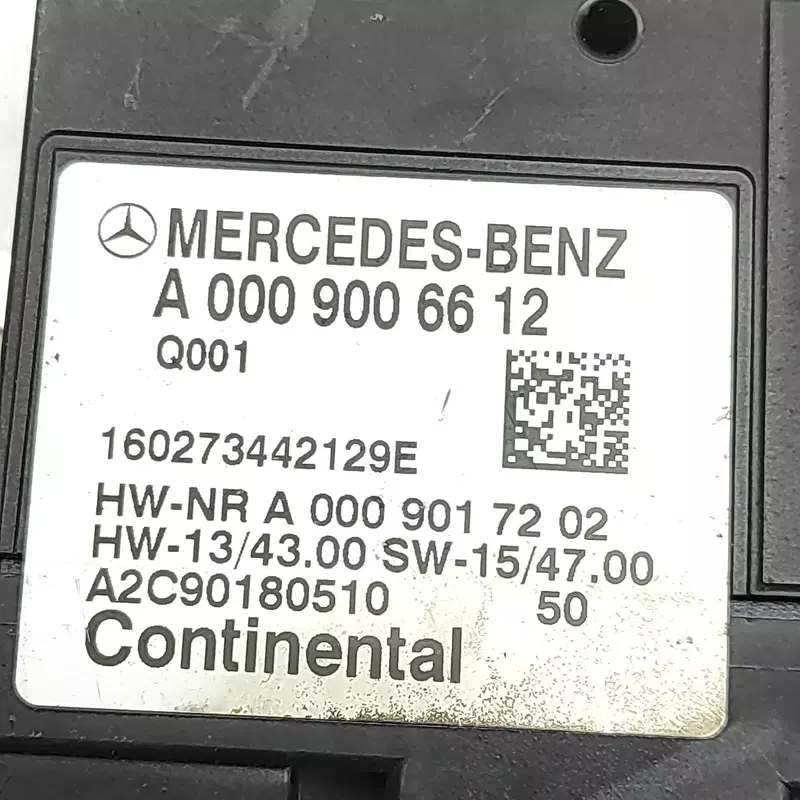 MERCEDES-BENZ
A 000 900 66 12
Q001
160273442129E
HW-NR A 000 901 72 02
HW-13/43.00 SW-15/47.00
A2C90180510 50
Continental